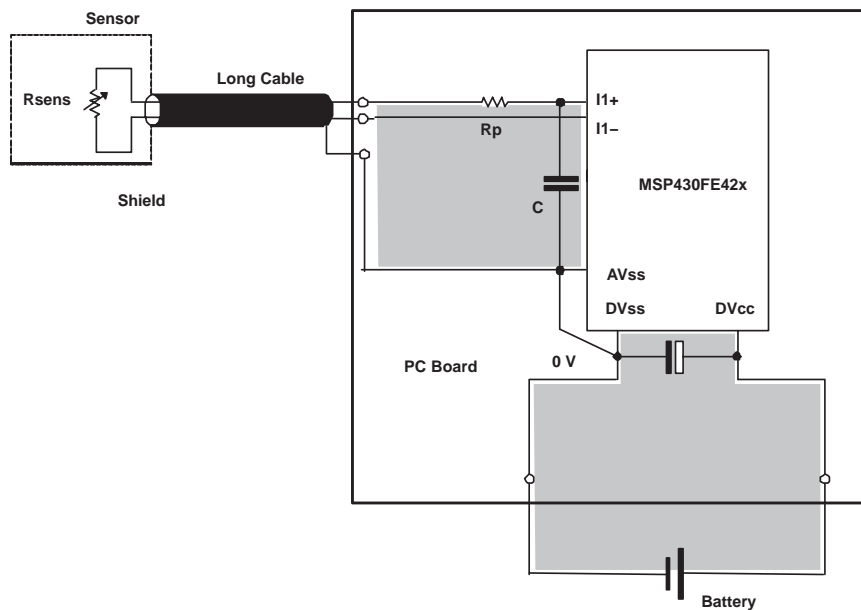 Sensor
Long Cable
Rsens
Rp
I1+
I1–
MSP430FE42x
C
Shield
AVss
DVss
DVcc
PC Board
0 V
Battery